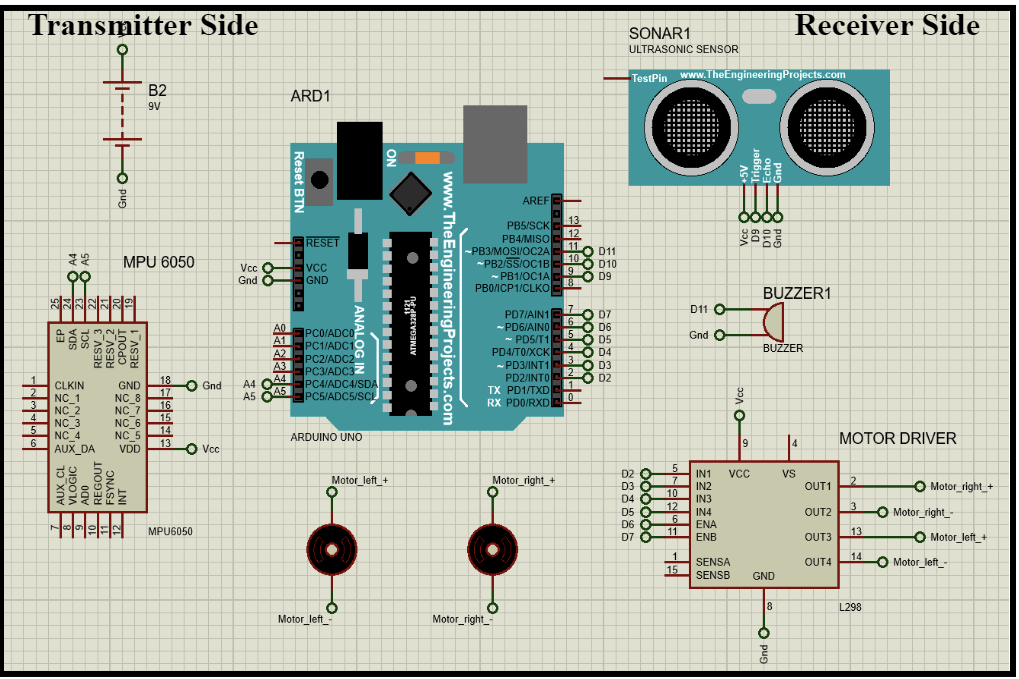 Transmitter Side
Receiver Side
B2
9V
Gnd
ARD1
Reset BTN
ON
www.TheEngineeringProjects.com
ANALOG IN
1121
ATMEGA328P-PU
RESET
Vcc VCC
Gnd GND
A0 PC0/ADC0
A1 PC1/ADC1
A2 PC2/ADC2
A3 PC3/ADC3
A4 A4 PC4/ADC4/SDA
A5 A5 PC5/ADC5/SCL
AREF
PB5/SCK 13
PB4/MISO 12
~PB3/MOSI/OC2A 11 D11
~PB2/SS/OC1B 10 D10
~PB1/OC1A 9 D9
PB0/ICP1/CLKO 8
PD7/AIN1 7 D7
~PD6/AIN0 6 D6
~PD5/T1 5 D5
PD4/T0/XCK 4 D4
~PD3/INT1 3 D3
PD2/INT0 2 D2
TX PD1/TXD 1
RX PD0/RXD 0
ARDUINO UNO
SONAR1
ULTRASONIC SENSOR
TestPin
www.TheEngineeringProjects.com
+5V Trigger Echo Gnd
Vcc D9 D10 Gnd
MPU 6050
A4 A5
25 24 23 22 21 20 19
EP SDA SCL RESV_3 RESV_2 CPOUT RESV_1
1 CLKIN
2 NC_1
3 NC_2
4 NC_3
5 NC_4
6 AUX_DA
GND 18 Gnd
NC_8 17
NC_7 16
NC_6 15
NC_5 14
VDD 13 Vcc
AUX_CL VLOGIC AD0 REGOUT FSYNC INT
7 8 9 10 11 12
MPU6050
BUZZER1
D11
Gnd
BUZZER
Motor_left_+
Motor_left_-
Motor_right_+
Motor_right_-
MOTOR DRIVER
Vcc
9 4
VCC VS
D2 5 IN1
D3 7 IN2
D4 10 IN3
D5 12 IN4
D6 6 ENA
D7 11 ENB
1 SENSA
15 SENSB
OUT1 2 Motor_right_+
OUT2 3 Motor_right_-
OUT3 13 Motor_left_+
OUT4 14 Motor_left_-
GND
8
Gnd
L298